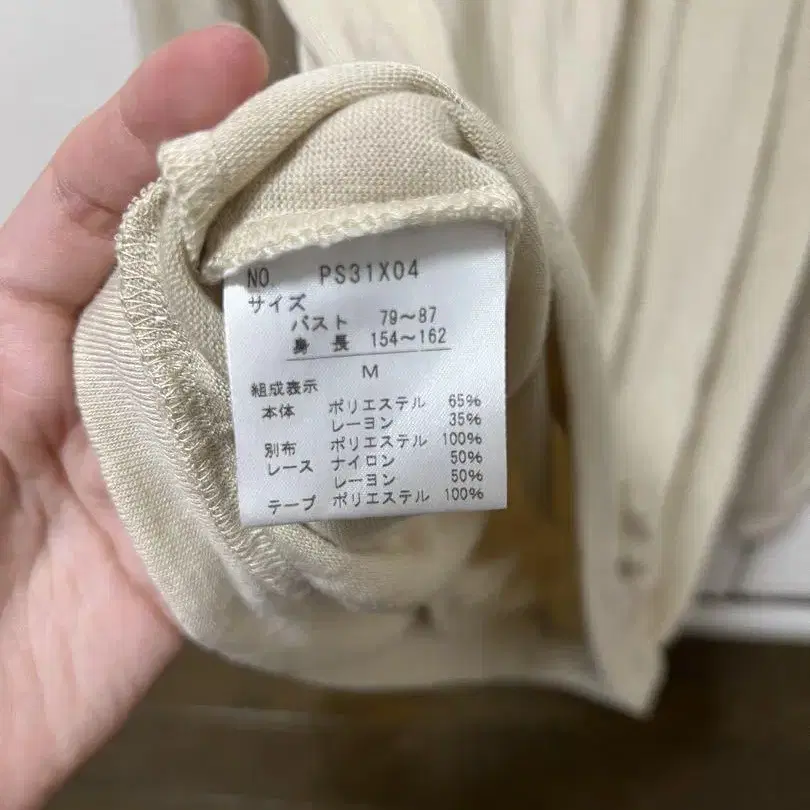 NO. PS31X04
サイズ
バスト 79～87
身 長 154～162
M
組成表示
本体 ポリエステル 65%
レーヨン 35%
別布 ポリエステル 100%
レース ナイロン 50%
レーヨン 50%
テープ ポリエステル 100%